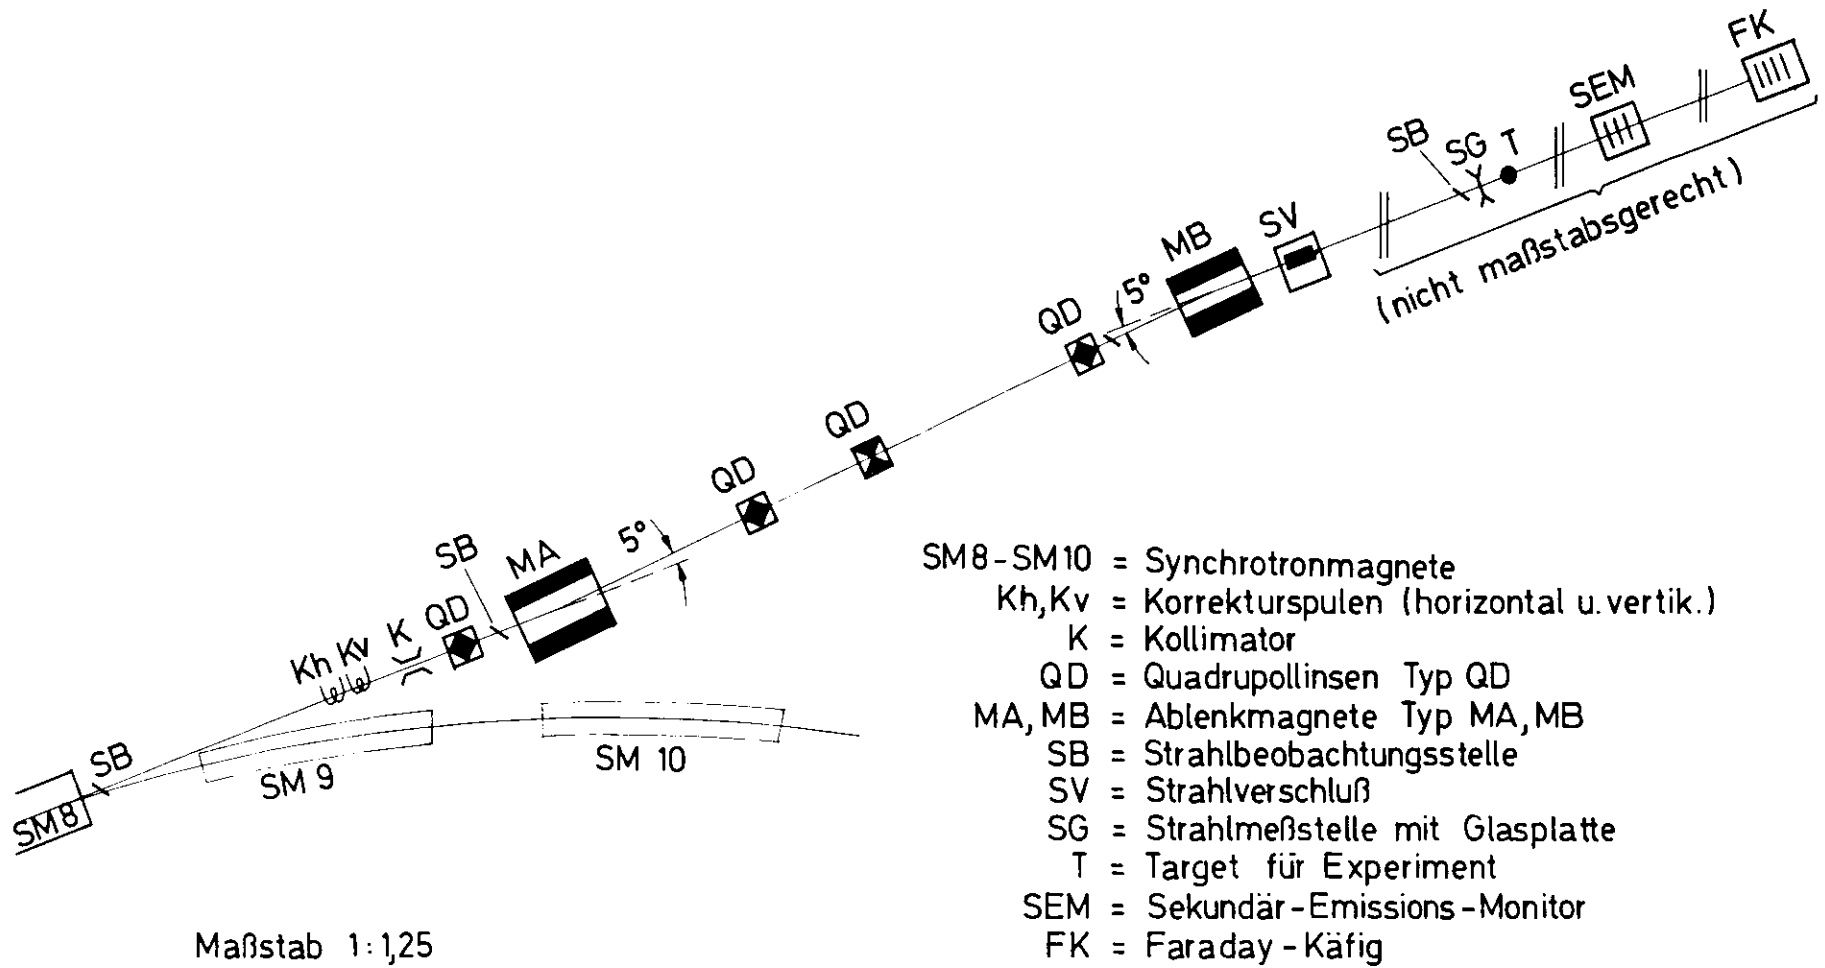 FK
SEM
SB
SG T
SV
MB
(nicht maßstabsgerecht)
5°
QD
QD
QD
5°
MA
SB
QD
K
Kh Kv
SB
SM 9
SM 10
SM8
SM8-SM10 = Synchrotronmagnete
Kh,Kv = Korrekturspulen (horizontal u.vertik.)
K = Kollimator
QD = Quadrupollinsen Typ QD
MA,MB = Ablenkmagnete Typ MA,MB
SB = Strahlbeobachtungsstelle
SV = Strahlverschluß
SG = Strahlmeßstelle mit Glasplatte
T = Target für Experiment
SEM = Sekundär-Emissions-Monitor
FK = Faraday-Käfig
Maßstab 1:1,25